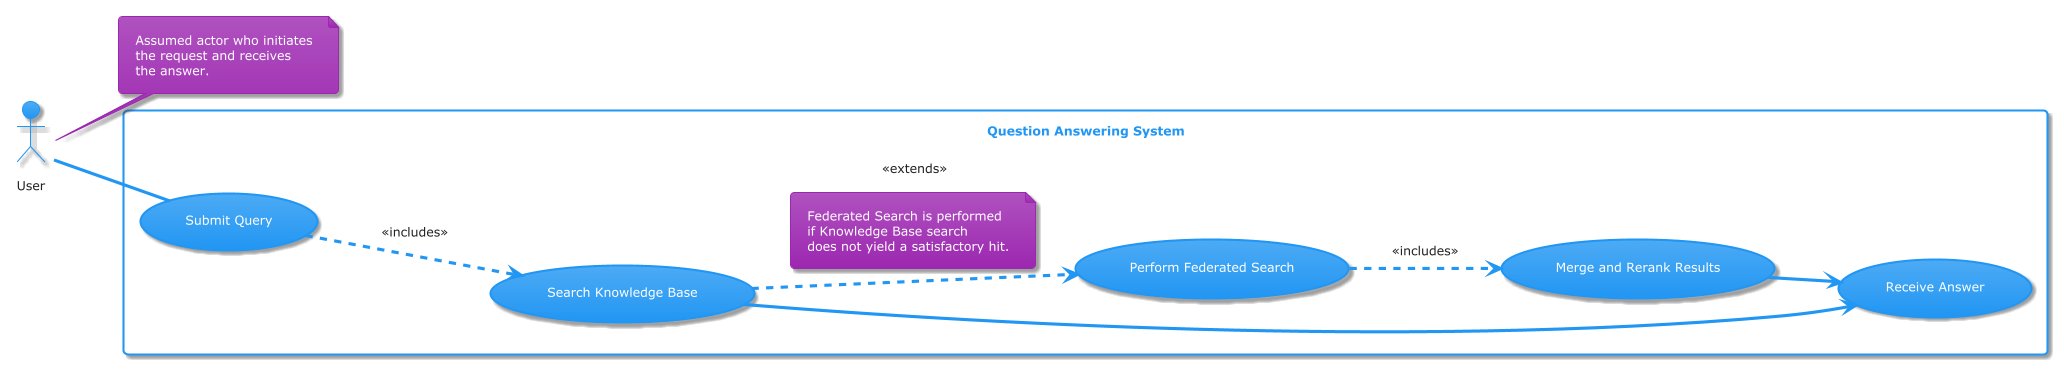 Assumed actor who initiates
the request and receives
the answer.
User
Question Answering System
«extends»
Federated Search is performed
if Knowledge Base search
does not yield a satisfactory hit.
Submit Query
«includes»
Search Knowledge Base
Perform Federated Search
«includes»
Merge and Rerank Results
Receive Answer